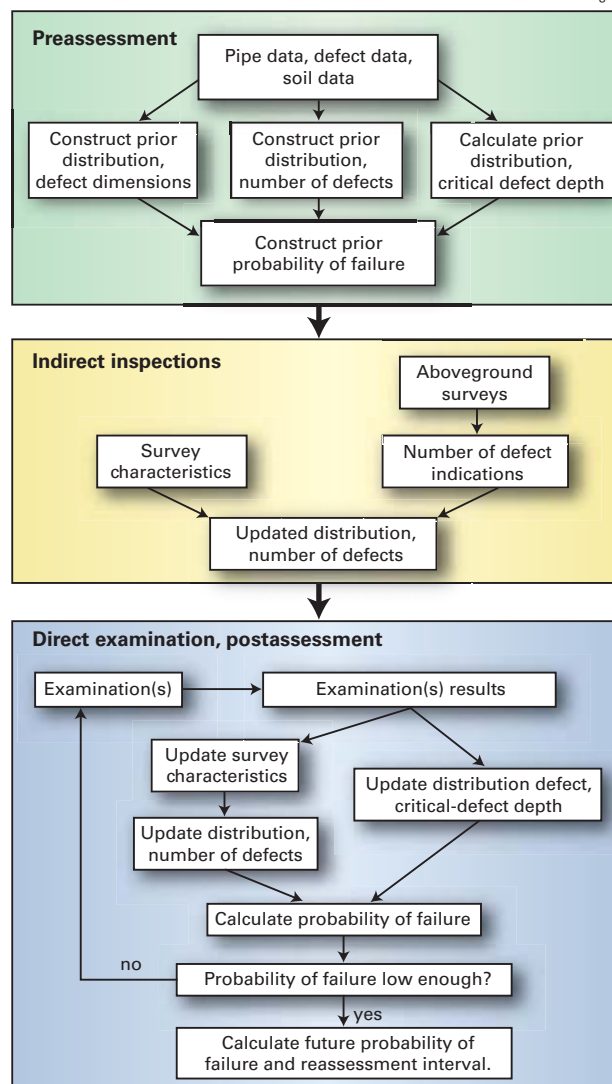 Preassessment
Pipe data, defect data,
soil data
Construct prior
distribution,
defect dimensions
Construct prior
distribution,
number of defects
Calculate prior
distribution,
critical defect depth
Construct prior
probability of failure
Indirect inspections
Aboveground
surveys
Survey
characteristics
Number of defect
indications
Updated distribution,
number of defects
Direct examination, postassessment
Examination(s)
Examination(s) results
Update survey
characteristics
Update distribution defect,
critical-defect depth
Update distribution,
number of defects
Calculate probability of failure
no
Probability of failure low enough?
yes
Calculate future probability of
failure and reassessment interval.